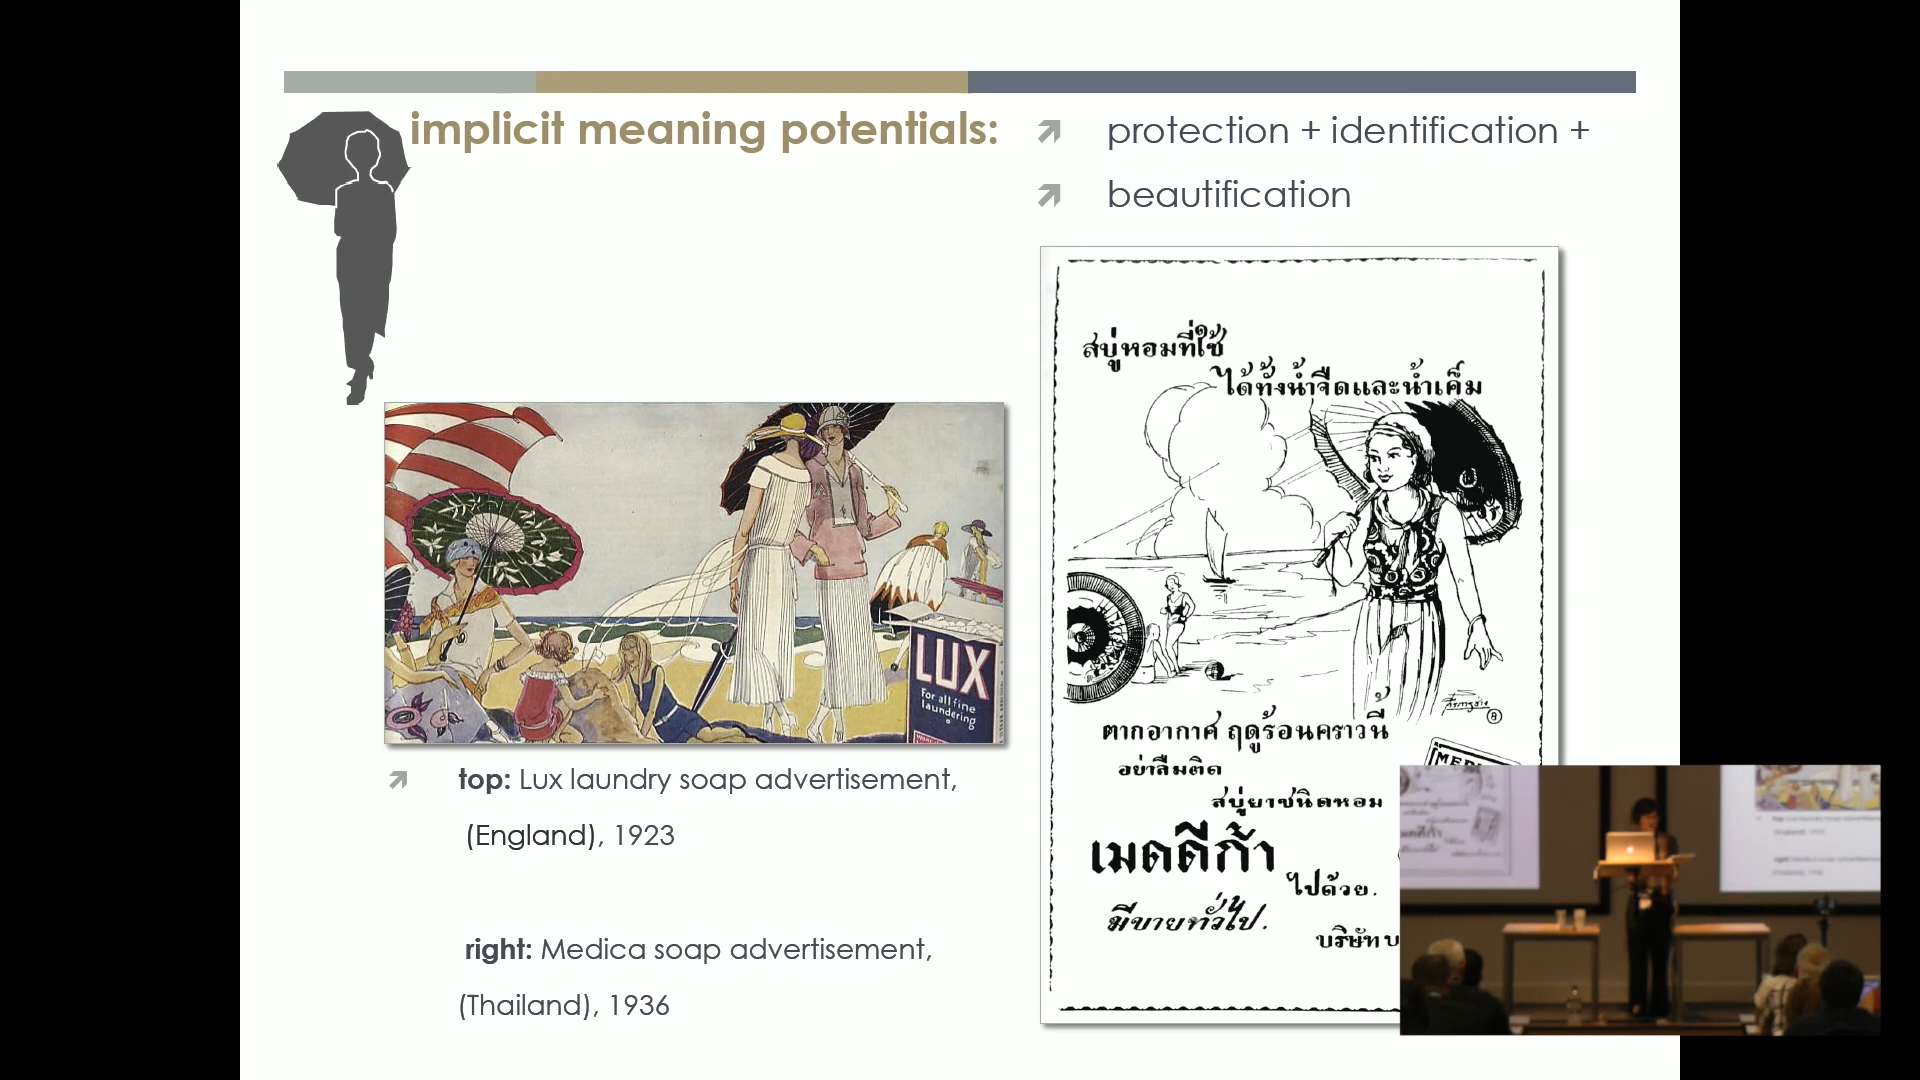 implicit meaning potentials:
protection + identification +
beautification
LUX
For all fine
laundering
top: Lux laundry soap advertisement,
(England), 1923
right: Medica soap advertisement,
(Thailand), 1936
สบู่หอมที่ใช้
ได้ทั้งน้ำจืดและน้ำเค็ม
ตากอากาศ ฤดูร้อนคราวนี้
อย่าลืมติด
สบู่ยาชนิดหอม
เมดดีก้า
ไปด้วย.
มีขายทั่วไป.
บริษัท บ